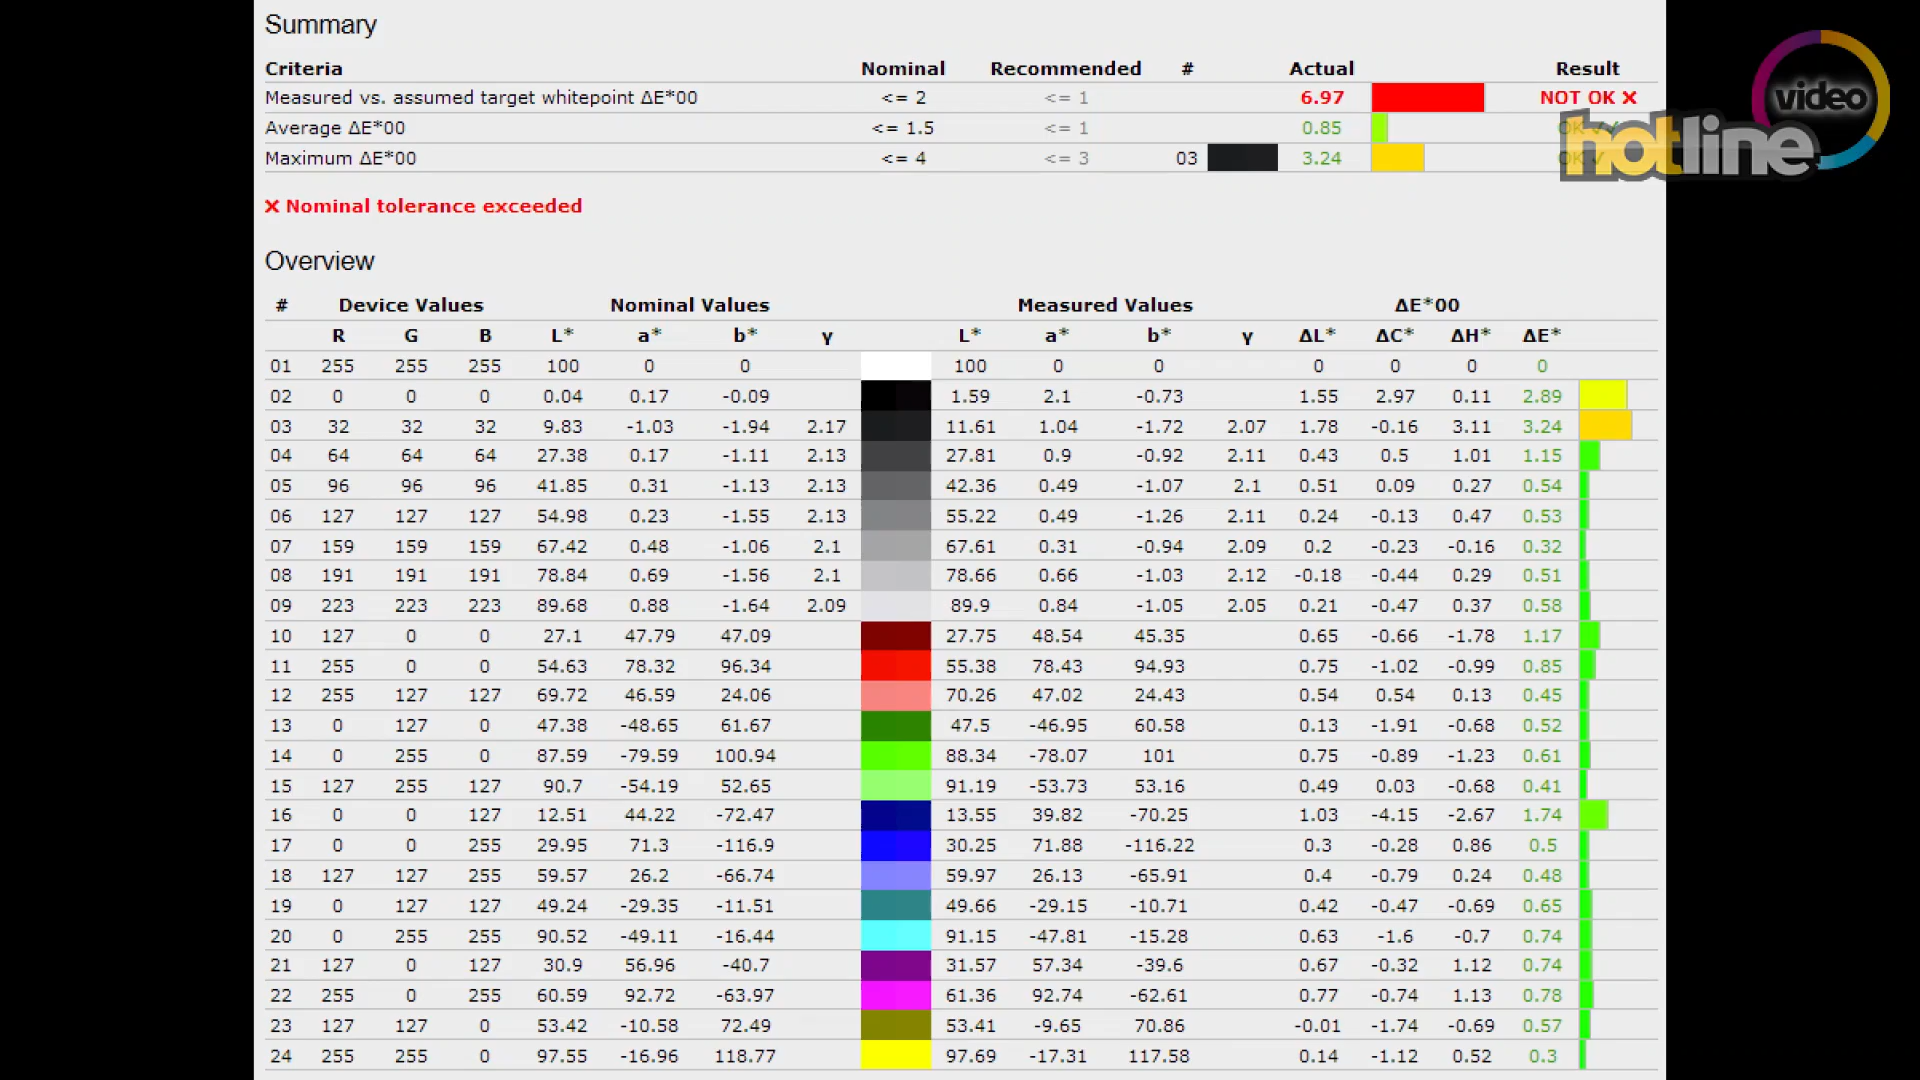 Summary
Criteria Nominal Recommended # Actual Result
Measured vs. assumed target whitepoint ΔE*00 <= 2 <= 1 6.97 NOT OK ❌
Average ΔE*00 <= 1.5 <= 1 0.85 OK ✓✓
Maximum ΔE*00 <= 4 <= 3 03 3.24 OK ✓
video
hotline
❌ Nominal tolerance exceeded
Overview
# Device Values Nominal Values Measured Values ΔE*00
R G B L* a* b* γ L* a* b* γ ΔL* ΔC* ΔH* ΔE*
01 255 255 255 100 0 0 100 0 0 0 0 0 0
02 0 0 0 0.04 0.17 -0.09 1.59 2.1 -0.73 1.55 2.97 0.11 2.89
03 32 32 32 9.83 -1.03 -1.94 2.17 11.61 1.04 -1.72 2.07 1.78 -0.16 3.11 3.24
04 64 64 64 27.38 0.17 -1.11 2.13 27.81 0.9 -0.92 2.11 0.43 0.5 1.01 1.15
05 96 96 96 41.85 0.31 -1.13 2.13 42.36 0.49 -1.07 2.1 0.51 0.09 0.27 0.54
06 127 127 127 54.98 0.23 -1.55 2.13 55.22 0.49 -1.26 2.11 0.24 -0.13 0.47 0.53
07 159 159 159 67.42 0.48 -1.06 2.1 67.61 0.31 -0.94 2.09 0.2 -0.23 -0.16 0.32
08 191 191 191 78.84 0.69 -1.56 2.1 78.66 0.66 -1.03 2.12 -0.18 -0.44 0.29 0.51
09 223 223 223 89.68 0.88 -1.64 2.09 89.9 0.84 -1.05 2.05 0.21 -0.47 0.37 0.58
10 127 0 0 27.1 47.79 47.09 27.75 48.54 45.35 0.65 -0.66 -1.78 1.17
11 255 0 0 54.63 78.32 96.34 55.38 78.43 94.93 0.75 -1.02 -0.99 0.85
12 255 127 127 69.72 46.59 24.06 70.26 47.02 24.43 0.54 0.54 0.13 0.45
13 0 127 0 47.38 -48.65 61.67 47.5 -46.95 60.58 0.13 -1.91 -0.68 0.52
14 0 255 0 87.59 -79.59 100.94 88.34 -78.07 101 0.75 -0.89 -1.23 0.61
15 127 255 127 90.7 -54.19 52.65 91.19 -53.73 53.16 0.49 0.03 -0.68 0.41
16 0 0 127 12.51 44.22 -72.47 13.55 39.82 -70.25 1.03 -4.15 -2.67 1.74
17 0 0 255 29.95 71.3 -116.9 30.25 71.88 -116.22 0.3 -0.28 0.86 0.5
18 127 127 255 59.57 26.2 -66.74 59.97 26.13 -65.91 0.4 -0.79 0.24 0.48
19 0 127 127 49.24 -29.35 -11.51 49.66 -29.15 -10.71 0.42 -0.47 -0.69 0.65
20 0 255 255 90.52 -49.11 -16.44 91.15 -47.81 -15.28 0.63 -1.6 -0.7 0.74
21 127 0 127 30.9 56.96 -40.7 31.57 57.34 -39.6 0.67 -0.32 1.12 0.74
22 255 0 255 60.59 92.72 -63.97 61.36 92.74 -62.61 0.77 -0.74 1.13 0.78
23 127 127 0 53.42 -10.58 72.49 53.41 -9.65 70.86 -0.01 -1.74 -0.69 0.57
24 255 255 0 97.55 -16.96 118.77 97.69 -17.31 117.58 0.14 -1.12 0.52 0.3